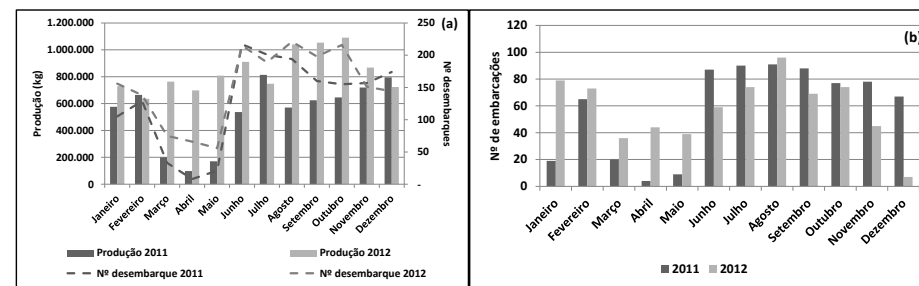 (a)
Produção (kg)
1.200.000
1.000.000
800.000
600.000
400.000
200.000
0
250
200
150
100
50
-
Nº desembarques
Janeiro
Fevereiro
Março
Abril
Maio
Junho
Julho
Agosto
Setembro
Outubro
Novembro
Dezembro
Produção 2011
Produção 2012
Nº desembarque 2011
Nº desembarque 2012
(b)
Nº de embarcações
120
100
80
60
40
20
0
Janeiro
Fevereiro
Março
Abril
Maio
Junho
Julho
Agosto
Setembro
Outubro
Novembro
Dezembro
2011
2012